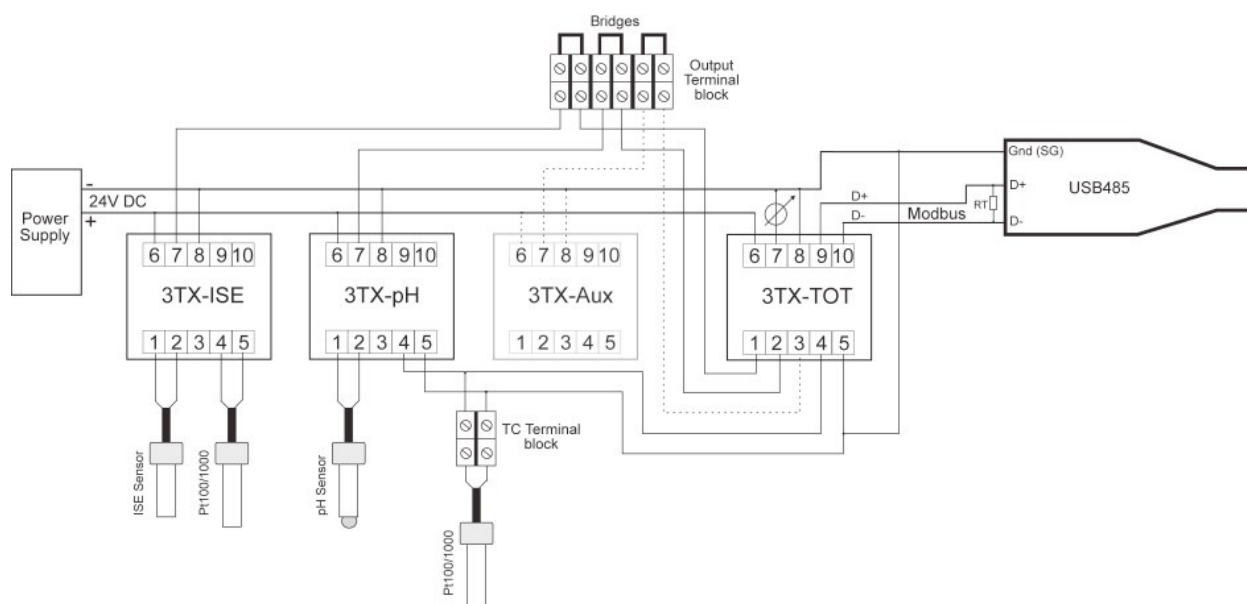 Bridges
Output
Terminal
block
Gnd (SG)
D+
USB485
RT
D-
D+
D-
Modbus
Power
Supply
-
24V DC
+
6 7 8 9 10
3TX-ISE
1 2 3 4 5
6 7 8 9 10
3TX-pH
1 2 3 4 5
6 7 8 9 10
3TX-Aux
1 2 3 4 5
6 7 8 9 10
3TX-TOT
1 2 3 4 5
ISE Sensor
Pt100/1000
pH Sensor
TC Terminal
block
Pt100/1000